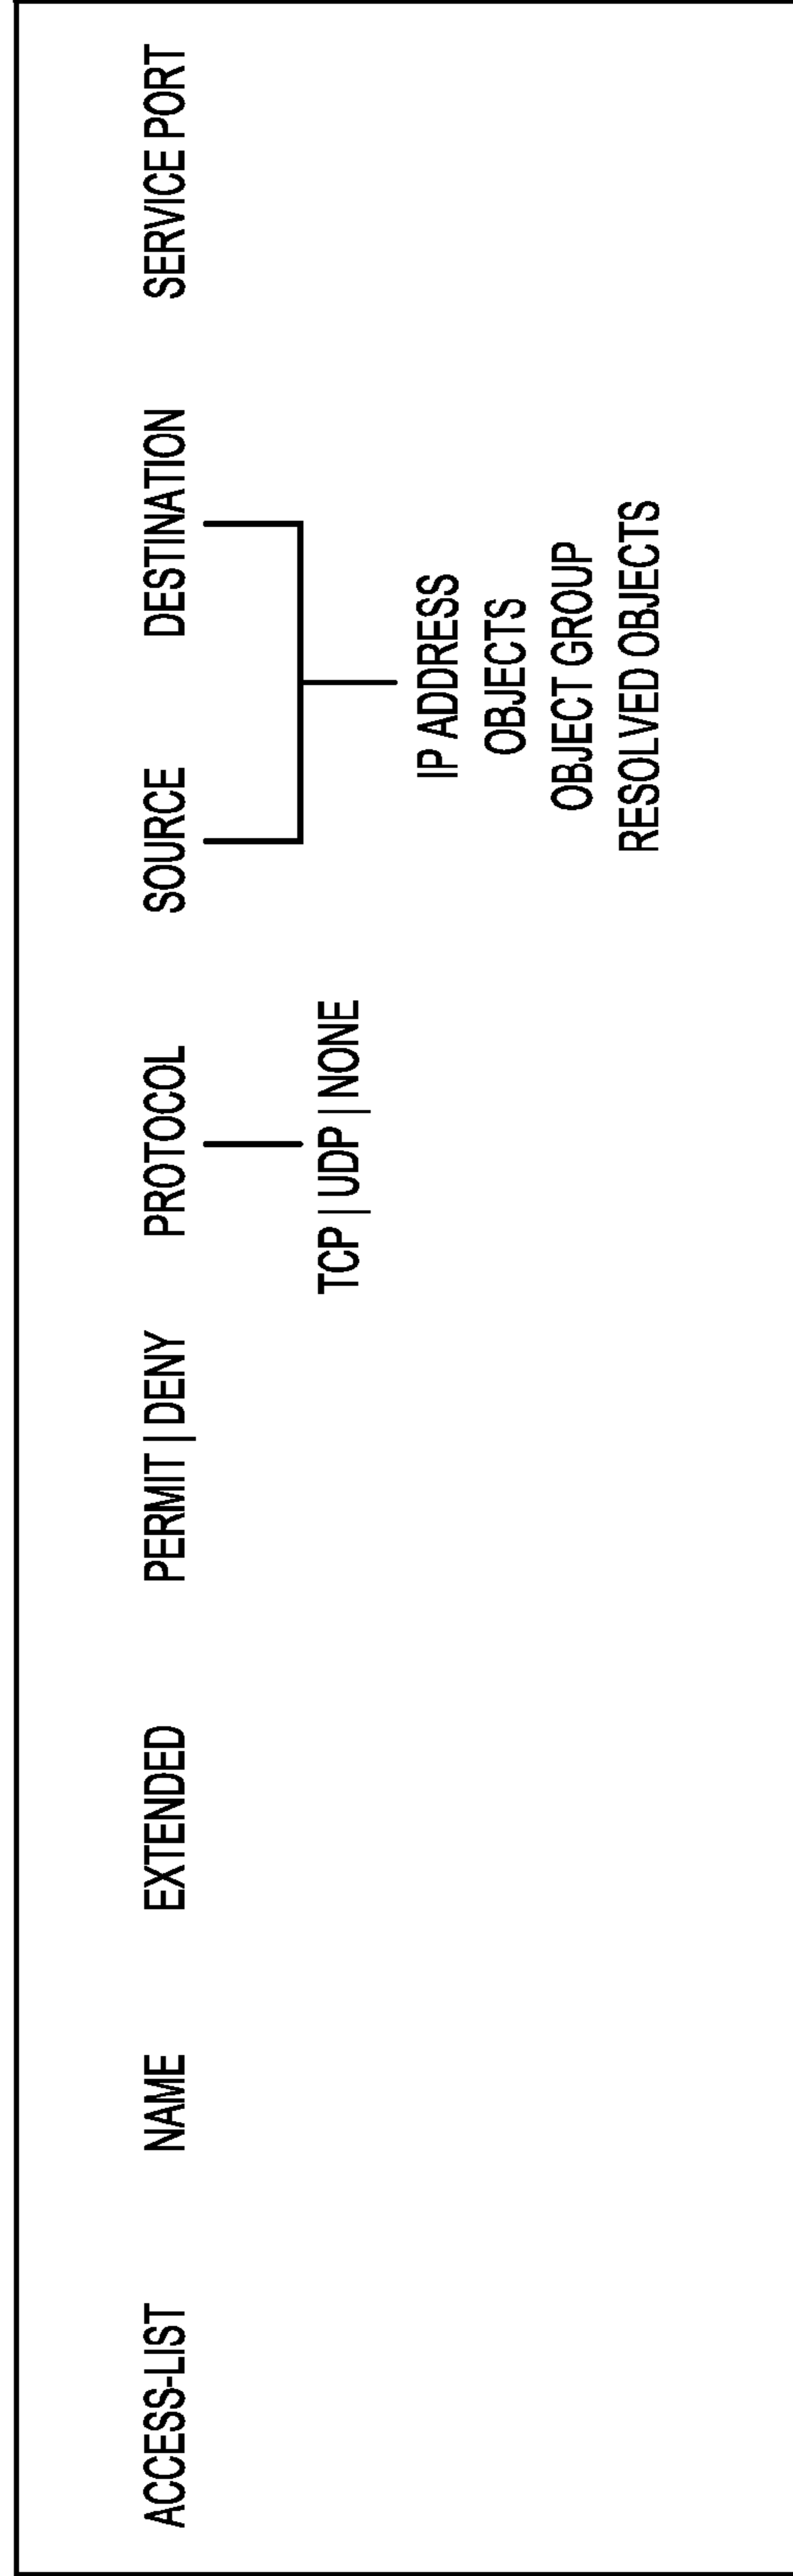 ACCESS-LIST NAME EXTENDED PERMIT | DENY PROTOCOL SOURCE DESTINATION SERVICE PORT
TCP | UDP | NONE
IP ADDRESS
OBJECTS
OBJECT GROUP
RESOLVED OBJECTS